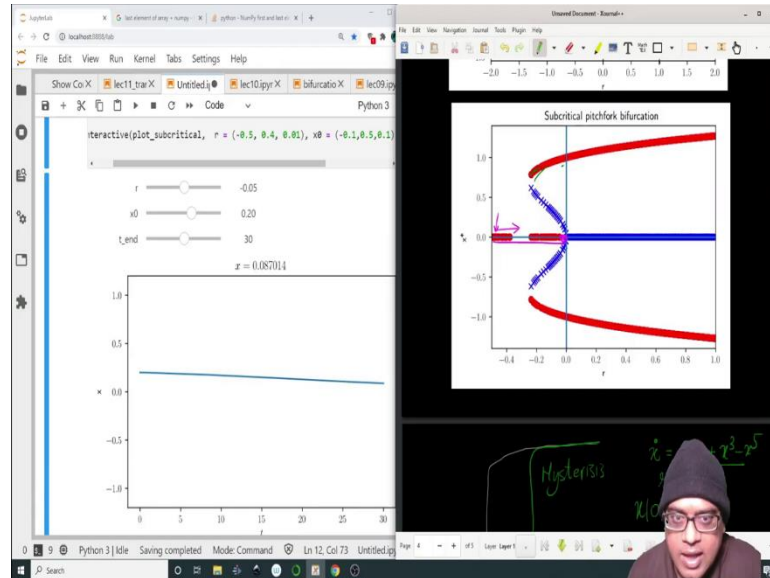 JupyterLab
last element of array - numpy -
python - NumPy first and last el
localhost:8888/lab
File Edit View Run Kernel Tabs Settings Help
Show Co
lec11_tran
Untitled.i
lec10.ipyn
bifurcatio
lec09.ipy
Code
Python 3
nteractive(plot_subcritical, r = (-0.5, 0.4, 0.01), x0 = (-0.1,0.5,0.1)
r -0.05
x0 0.20
t_end 30
x = 0.087014
1.0
0.5
0.0
x
−0.5
−1.0
0 5 10 15 20 25 30
0 Python 3 | Idle Saving completed Mode: Command Ln 12, Col 73 Untitled.ip
Search
Unsaved Document - Xournal++
File Edit View Navigation Journal Tools Plugin Help
−2.0 −1.5 −1.0 −0.5 0.0 0.5 1.0 1.5 2.0
Subcritical pitchfork bifurcation
1.0
0.5
0.0
x*
−0.5
−1.0
−0.4 −0.2 0.0 0.2 0.4 0.6 0.8 1.0
r
Hysterisis
ẋ = + x³ − x⁵
Page 4 of 5 Layer Layer 1